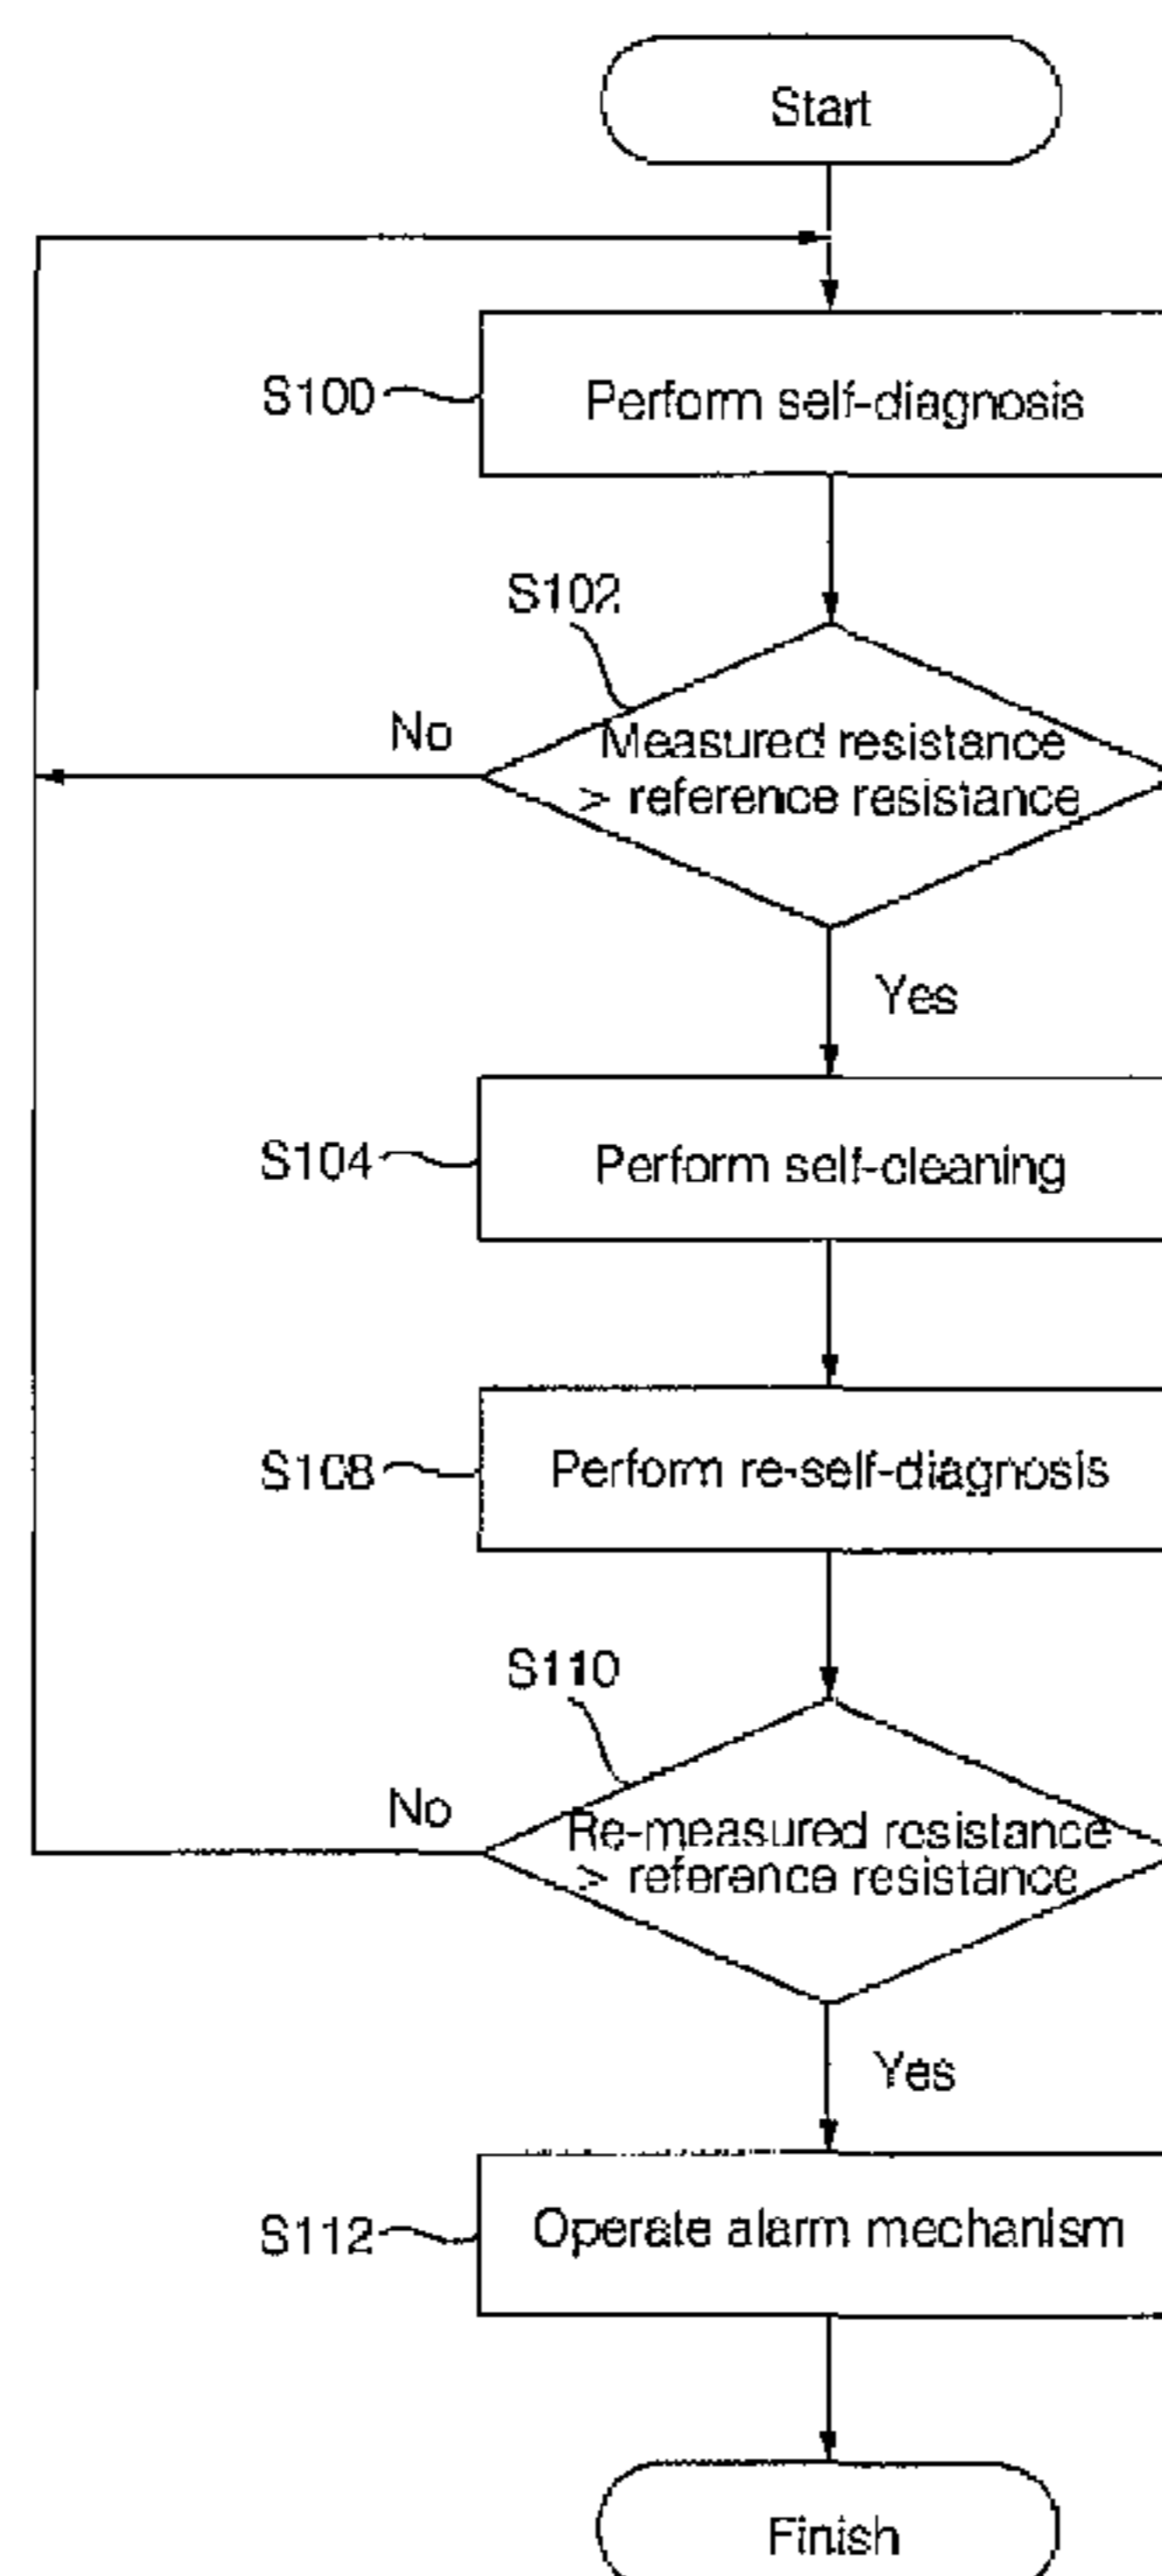 Start
S100
Perform self-diagnosis
S102
No
Measured resistance
> reference resistance
Yes
S104
Perform self-cleaning
S108
Perform re-self-diagnosis
S110
No
Re-measured resistance
> reference resistance
Yes
S112
Operate alarm mechanism
Finish